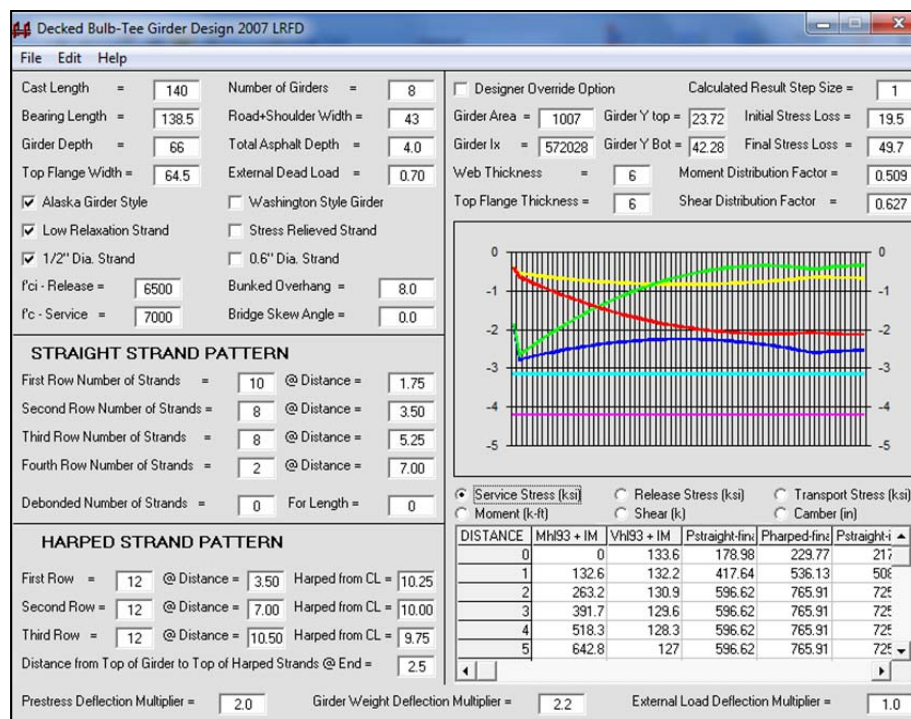 Decked Bulb-Tee Girder Design 2007 LRFD
File Edit Help
Cast Length = 140 Number of Girders = 8
Bearing Length = 138.5 Road+Shoulder Width = 43
Girder Depth = 66 Total Asphalt Depth = 4.0
Top Flange Width = 64.5 External Dead Load = 0.70
Alaska Girder Style Washington Style Girder
Low Relaxation Strand Stress Relieved Strand
1/2" Dia. Strand 0.6" Dia. Strand
f'ci - Release = 6500 Bunked Overhang = 8.0
f'c - Service = 7000 Bridge Skew Angle = 0.0
STRAIGHT STRAND PATTERN
First Row Number of Strands = 10 @ Distance = 1.75
Second Row Number of Strands = 8 @ Distance = 3.50
Third Row Number of Strands = 8 @ Distance = 5.25
Fourth Row Number of Strands = 2 @ Distance = 7.00
Debonded Number of Strands = 0 For Length = 0
HARPED STRAND PATTERN
First Row = 12 @ Distance = 3.50 Harped from CL = 10.25
Second Row = 12 @ Distance = 7.00 Harped from CL = 10.00
Third Row = 12 @ Distance = 10.50 Harped from CL = 9.75
Distance from Top of Girder to Top of Harped Strands @ End = 2.5
Designer Override Option Calculated Result Step Size = 1
Girder Area = 1007 Girder Y top = 23.72 Initial Stress Loss = 19.5
Girder Ix = 572028 Girder Y Bot = 42.28 Final Stress Loss = 49.7
Web Thickness = 6 Moment Distribution Factor = 0.509
Top Flange Thickness = 6 Shear Distribution Factor = 0.627
0 0
-1 -1
-2 -2
-3 -3
-4 -4
-5 -5
Service Stress (ksi) Release Stress (ksi) Transport Stress (ksi)
Moment (k-ft) Shear (k) Camber (in)
DISTANCE Mhl93 + IM Vhl93 + IM Pstraight-fina Pharped-fina Pstraight-i
0 0 133.6 178.98 229.77 217
1 132.6 132.2 417.64 536.13 508
2 263.2 130.9 596.62 765.91 725
3 391.7 129.6 596.62 765.91 725
4 518.3 128.3 596.62 765.91 725
5 642.8 127 596.62 765.91 725
Prestress Deflection Multiplier = 2.0 Girder Weight Deflection Multiplier = 2.2 External Load Deflection Multiplier = 1.0